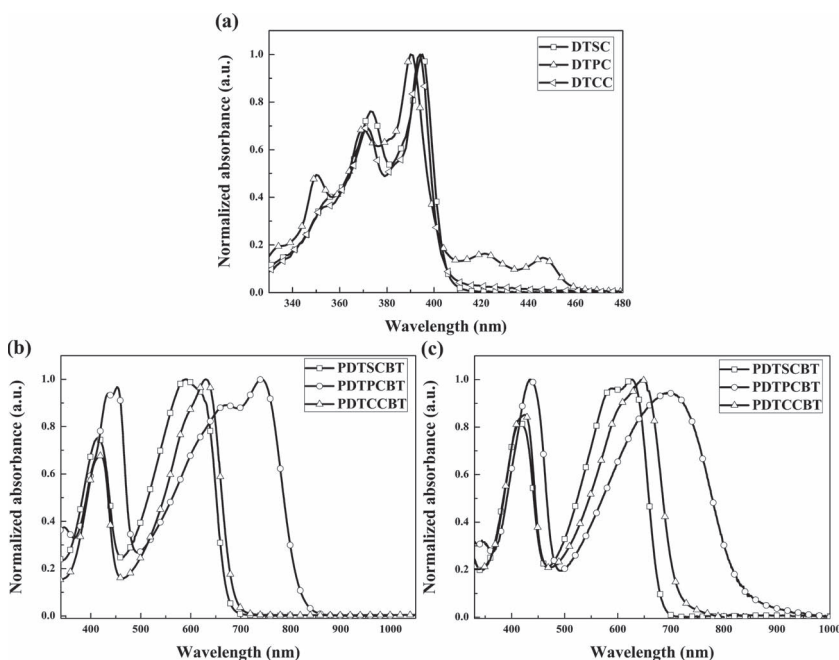 (a)
DTSC
DTPC
DTCC
Normalized absorbance (a.u.)
1.0
0.8
0.6
0.4
0.2
0.0
340 360 380 400 420 440 460 480
Wavelength (nm)
(b)
PDTSCBT
PDTPCBT
PDTCCBT
Normalized absorbance (a.u.)
1.0
0.8
0.6
0.4
0.2
0.0
400 500 600 700 800 900 1000
Wavelength (nm)
(c)
PDTSCBT
PDTPCBT
PDTCCBT
Normalized absorbance (a.u.)
1.0
0.8
0.6
0.4
0.2
0.0
400 500 600 700 800 900 1000
Wavelength (nm)